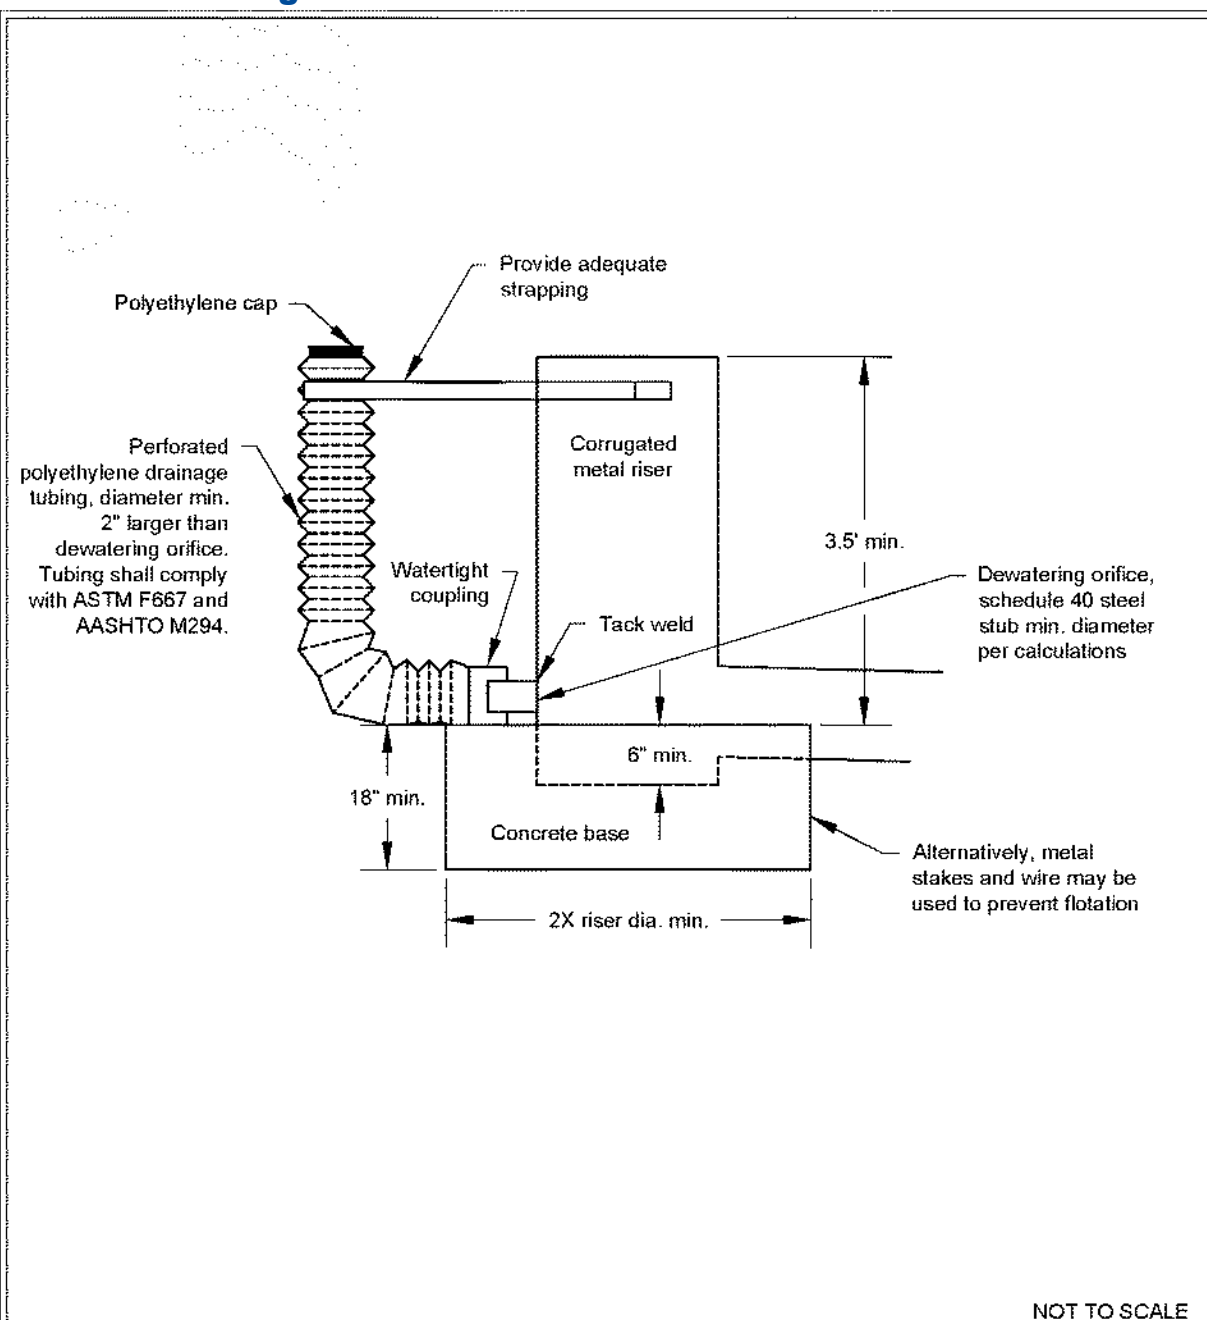 Provide adequate
strapping
Polyethylene cap
Perforated
polyethylene drainage
tubing, diameter min.
2" larger than
dewatering orifice.
Tubing shall comply
with ASTM F667 and
AASHTO M294.
Corrugated
metal riser
3.5' min.
Watertight
coupling
Tack weld
Dewatering orifice,
schedule 40 steel
stub min. diameter
per calculations
6" min.
18" min.
Concrete base
Alternatively, metal
stakes and wire may be
used to prevent flotation
2X riser dia. min.
NOT TO SCALE